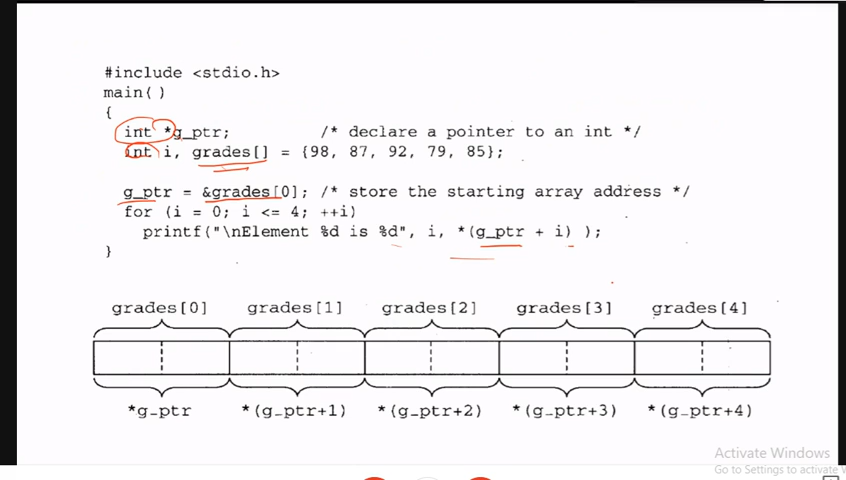 #include <stdio.h>
main()
{
int *g_ptr; /* declare a pointer to an int */
int i, grades[] = {98, 87, 92, 79, 85};
g_ptr = &grades[0]; /* store the starting array address */
for (i = 0; i <= 4; ++i)
printf("\nElement %d is %d", i, *(g_ptr + i) );
}
grades[0] grades[1] grades[2] grades[3] grades[4]
*g_ptr *(g_ptr+1) *(g_ptr+2) *(g_ptr+3) *(g_ptr+4)
Activate Windows
Go to Settings to activate